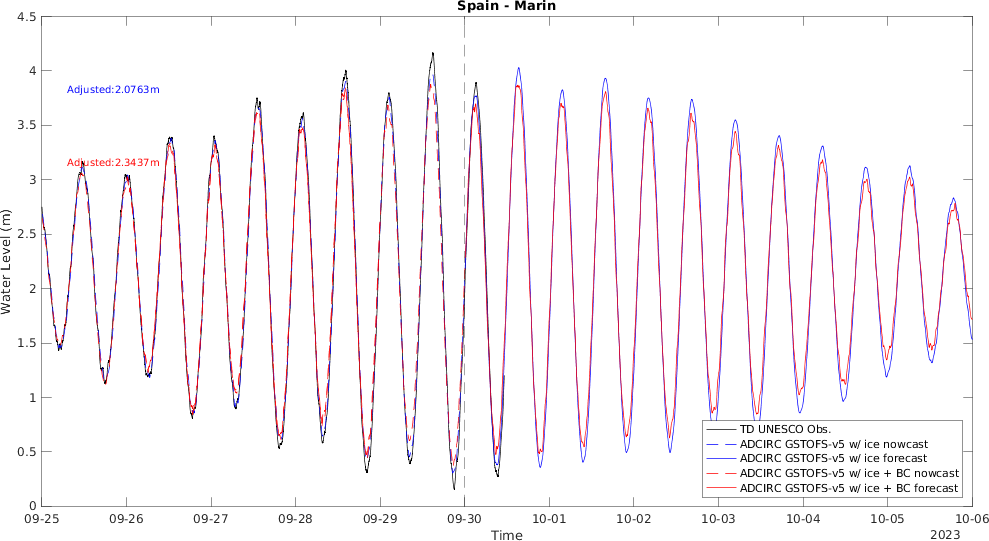 Spain - Marin
Water Level (m)
4.5
4
3.5
3
2.5
2
1.5
1
0.5
0
Adjusted:2.0763m
Adjusted:2.3437m
TD UNESCO Obs.
ADCIRC GSTOFS-v5 w/ ice nowcast
ADCIRC GSTOFS-v5 w/ ice forecast
ADCIRC GSTOFS-v5 w/ ice + BC nowcast
ADCIRC GSTOFS-v5 w/ ice + BC forecast
09-25 09-26 09-27 09-28 09-29 09-30 10-01 10-02 10-03 10-04 10-05 10-06
Time
2023